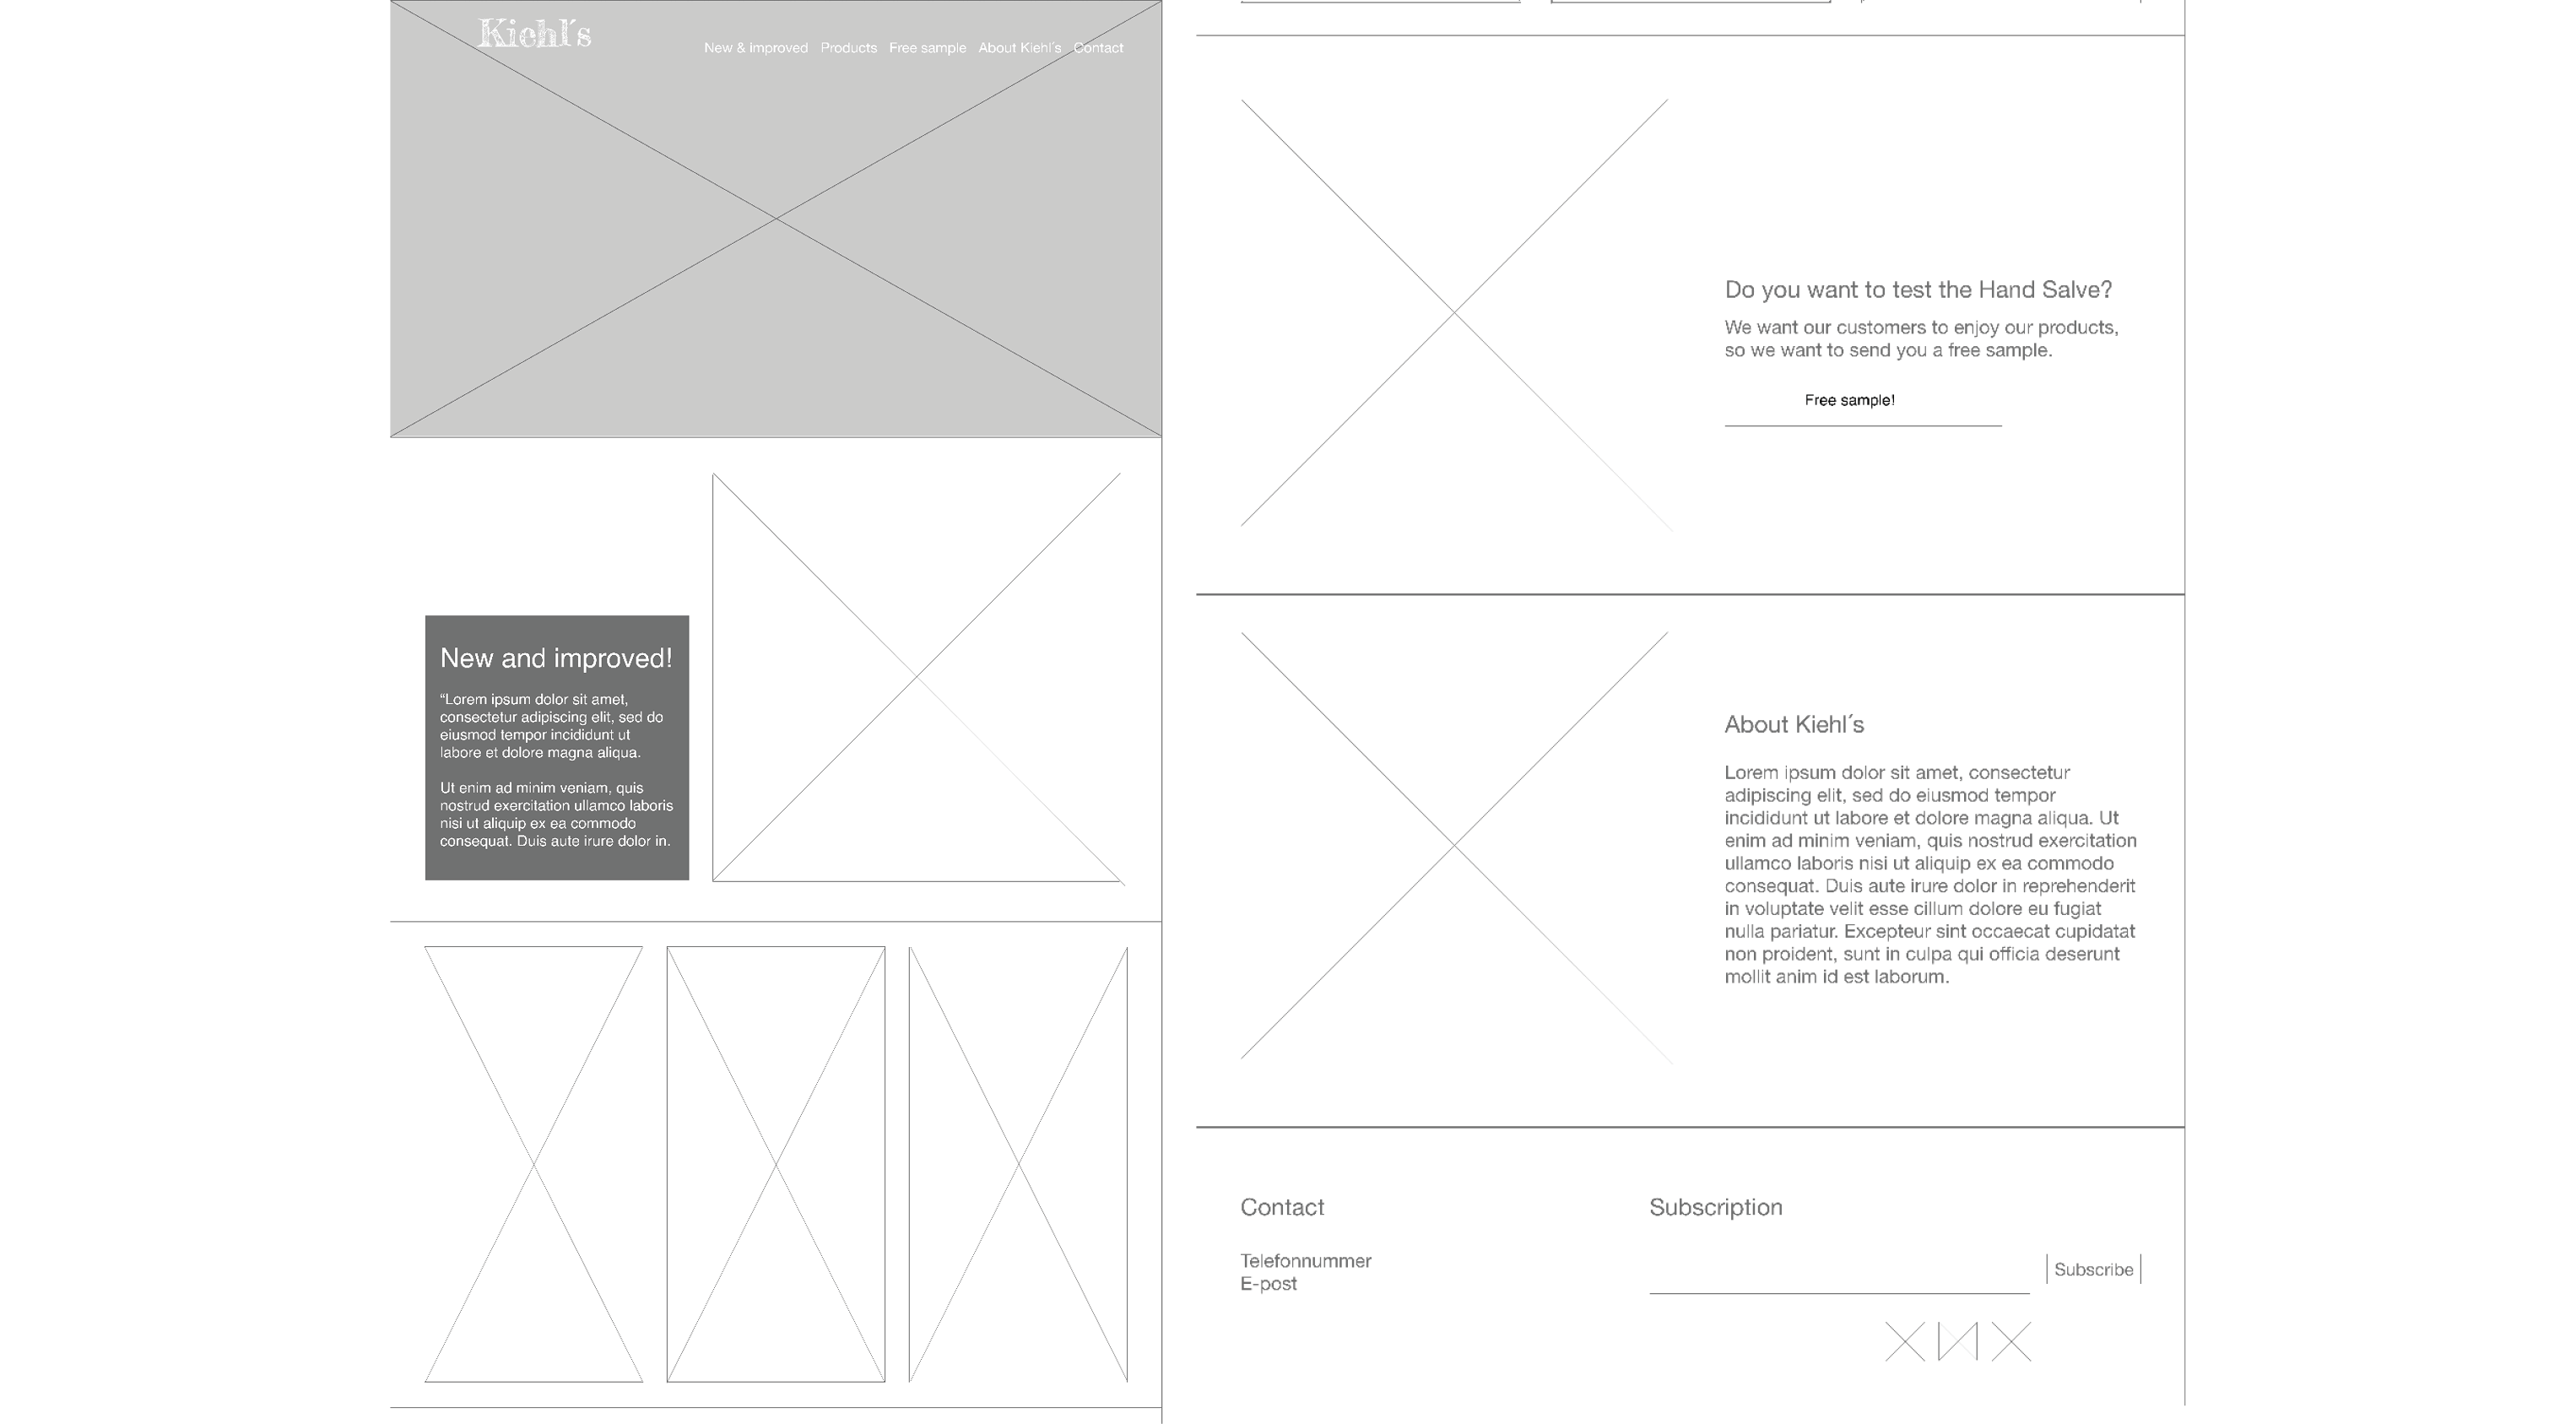 Kiehl´s
New & improved Products Free sample About Kiehl´s Contact
New and improved!
“Lorem ipsum dolor sit amet,
consectetur adipiscing elit, sed do
eiusmod tempor incididunt ut
labore et dolore magna aliqua.
Ut enim ad minim veniam, quis
nostrud exercitation ullamco laboris
nisi ut aliquip ex ea commodo
consequat. Duis aute irure dolor in.
Do you want to test the Hand Salve?
We want our customers to enjoy our products,
so we want to send you a free sample.
Free sample!
About Kiehl´s
Lorem ipsum dolor sit amet, consectetur
adipiscing elit, sed do eiusmod tempor
incididunt ut labore et dolore magna aliqua. Ut
enim ad minim veniam, quis nostrud exercitation
ullamco laboris nisi ut aliquip ex ea commodo
consequat. Duis aute irure dolor in reprehenderit
in voluptate velit esse cillum dolore eu fugiat
nulla pariatur. Excepteur sint occaecat cupidatat
non proident, sunt in culpa qui officia deserunt
mollit anim id est laborum.
Contact
Telefonnummer
E-post
Subscription
Subscribe